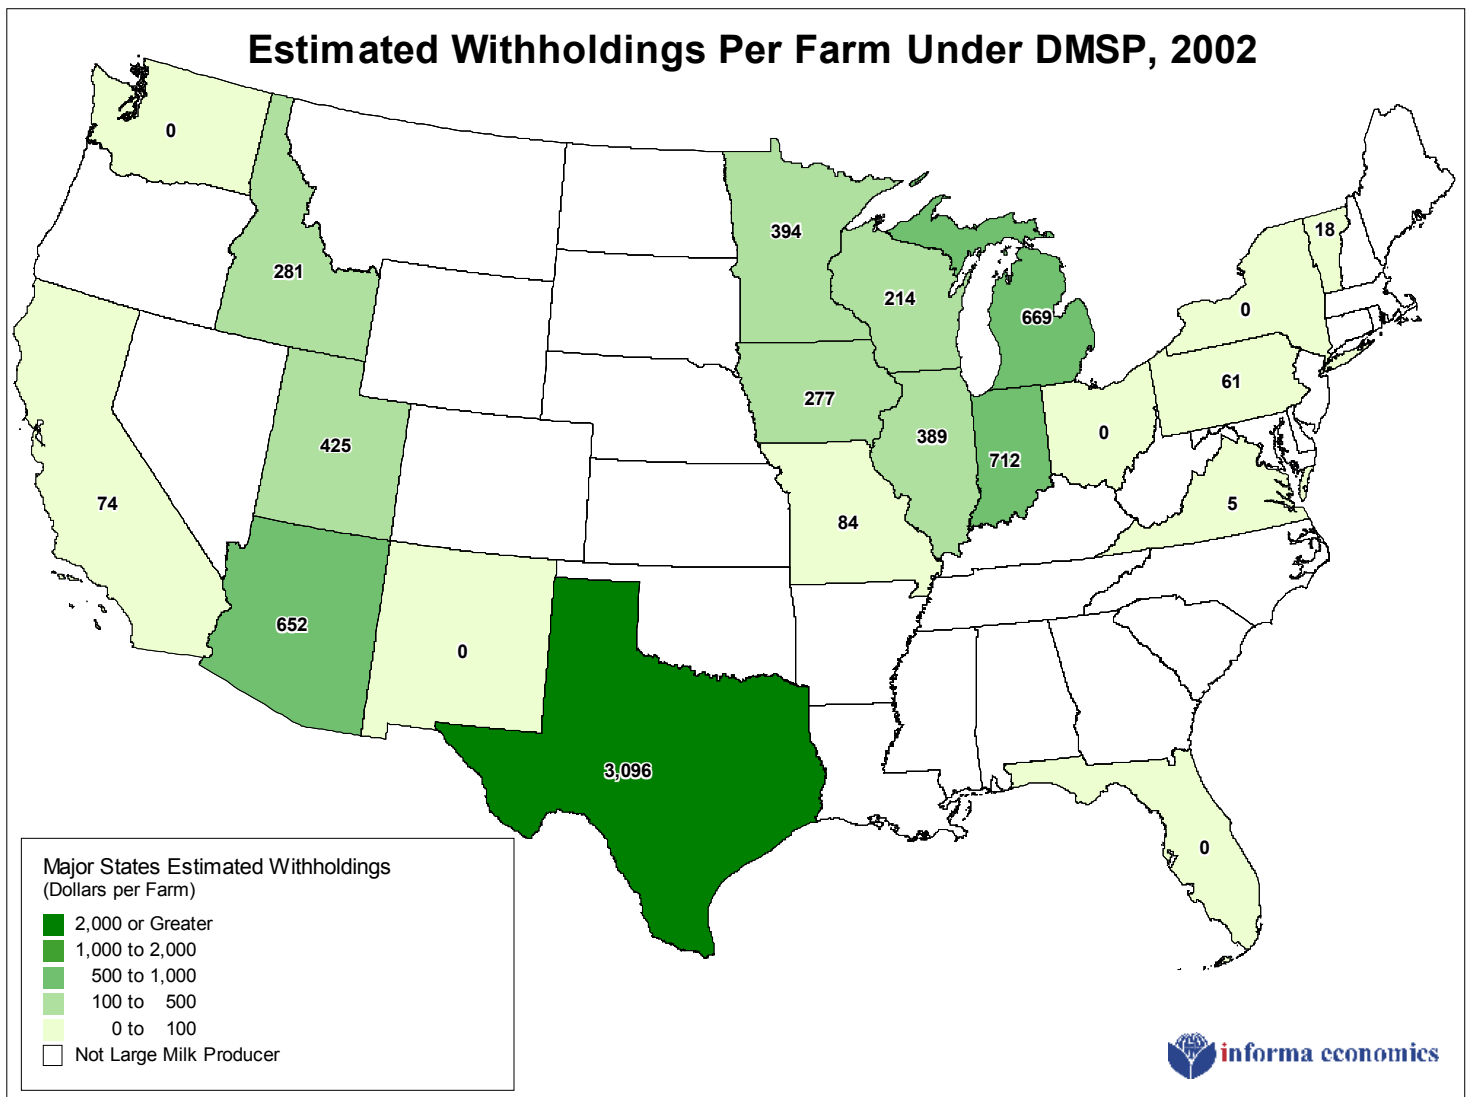 Estimated Withholdings Per Farm Under DMSP, 2002
0
18
394
281
214
0
669
61
277
389
0
425
712
74
5
84
652
0
3,096
0
Major States Estimated Withholdings
(Dollars per Farm)
2,000 or Greater
1,000 to 2,000
500 to 1,000
100 to 500
0 to 100
Not Large Milk Producer
informa economics